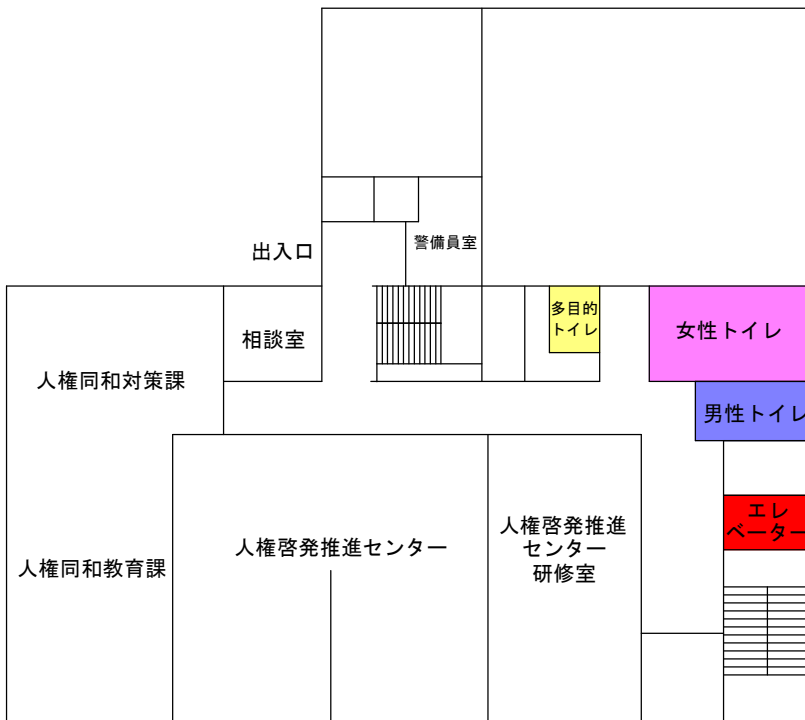 出入口
警備員室
多目的
トイレ
女性トイレ
相談室
人権同和対策課
男性トイレ
エレ
ベーター
人権啓発推進センター
人権啓発推進
センター
研修室
人権同和教育課